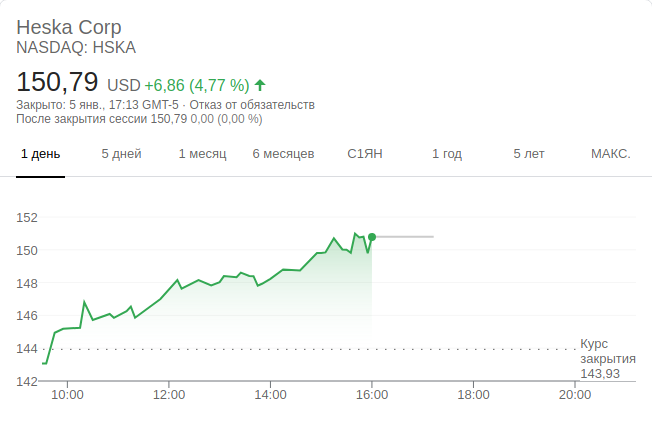 Heska Corp
NASDAQ: HSKA
150,79 USD +6,86 (4,77 %)
Закрыто: 5 янв., 17:13 GMT-5 · Отказ от обязательств
После закрытия сессии 150,79 0,00 (0,00 %)
1 день 5 дней 1 месяц 6 месяцев С1ЯН 1 год 5 лет МАКС.
152
150
148
146
144
142
Курс
закрытия
143,93
10:00 12:00 14:00 16:00 18:00 20:00